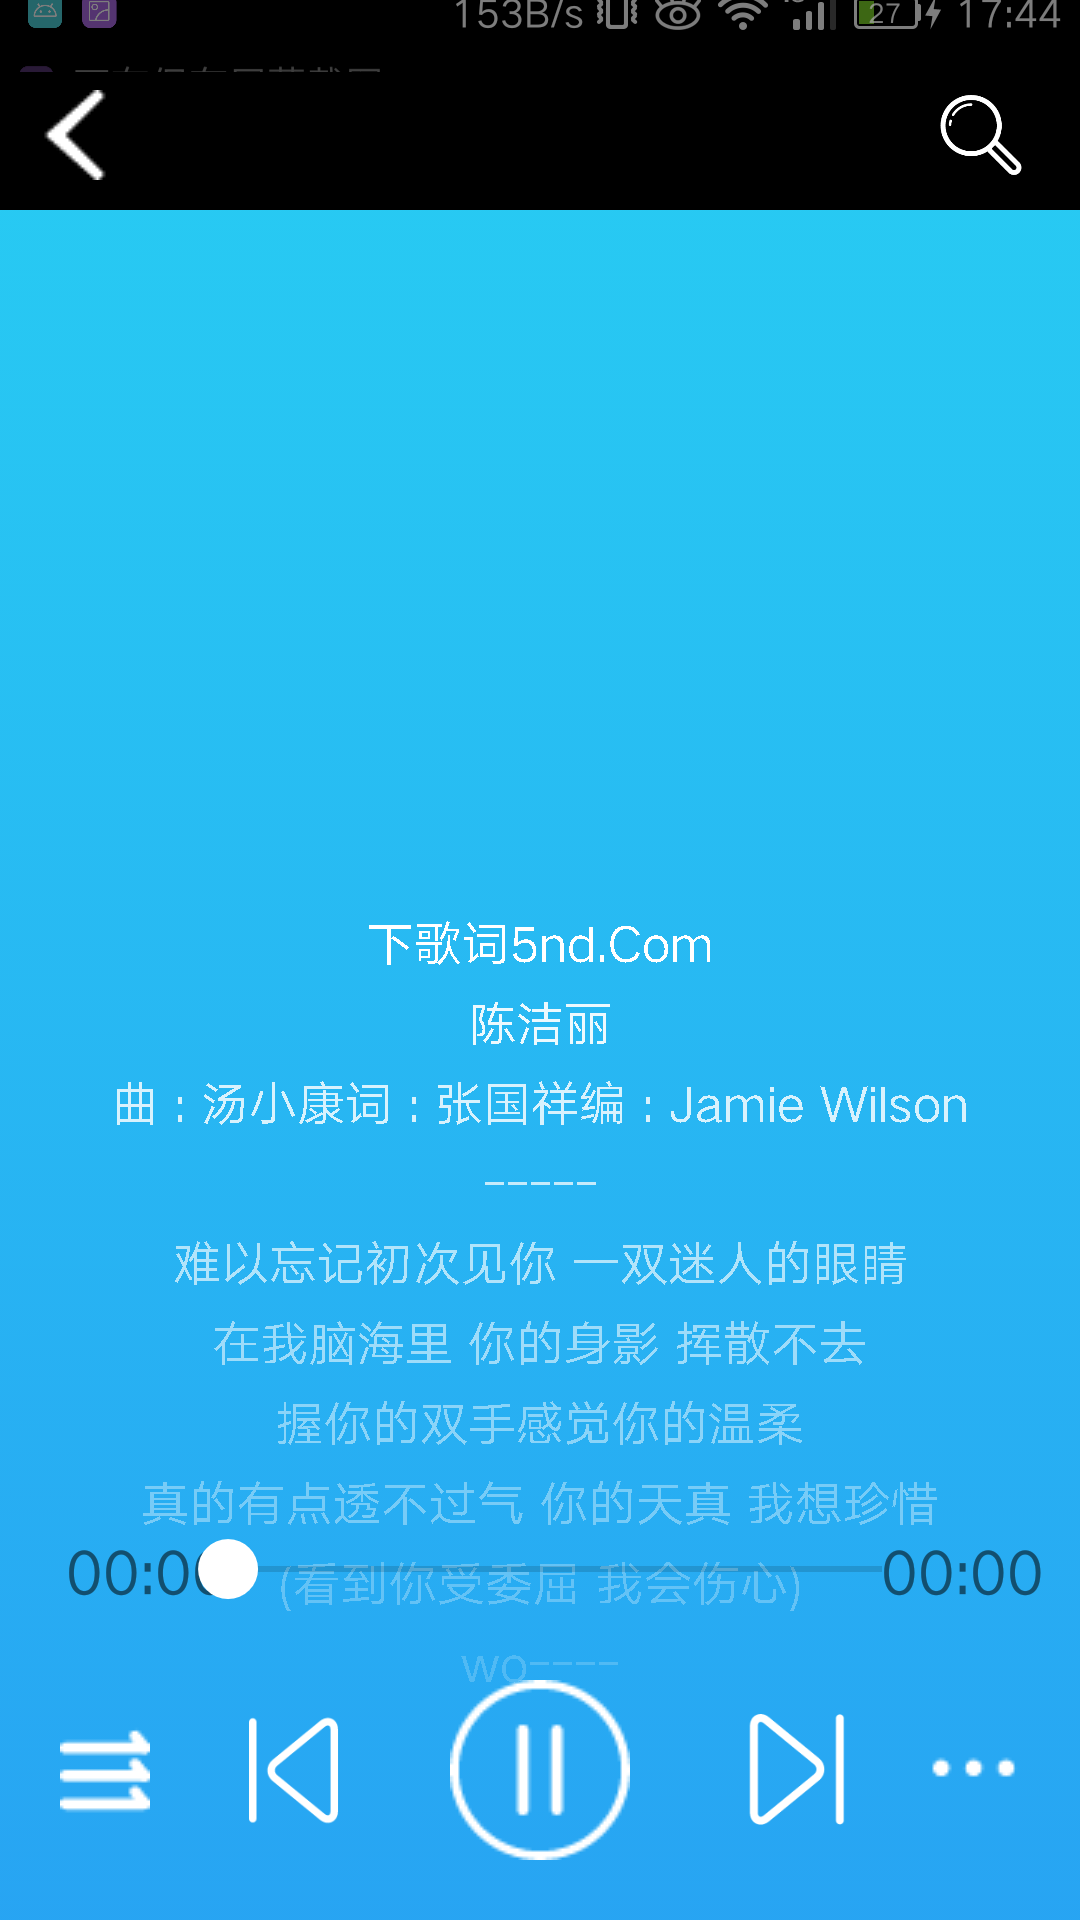 153B/s 27 17:44
下歌词5nd.Com
陈洁丽
曲：汤小康词：张国祥编：Jamie Wilson
-----
难以忘记初次见你 一双迷人的眼睛
在我脑海里 你的身影 挥散不去
握你的双手感觉你的温柔
真的有点透不过气 你的天真 我想珍惜
00:0 00:00
(看到你受委屈 我会伤心)
wo----